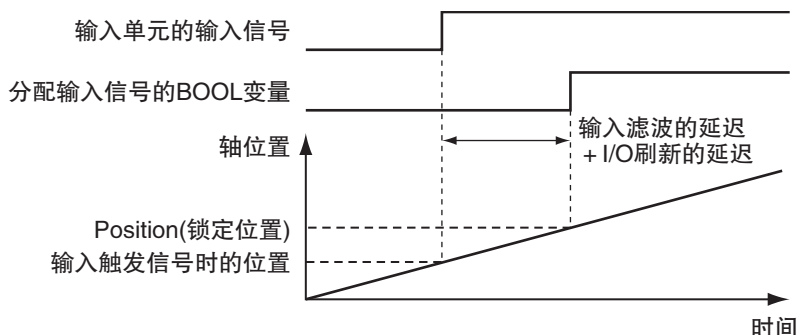 输入单元的输入信号
分配输入信号的BOOL变量
输入滤波的延迟
+ I/O刷新的延迟
轴位置
Position(锁定位置)
输入触发信号时的位置
时间